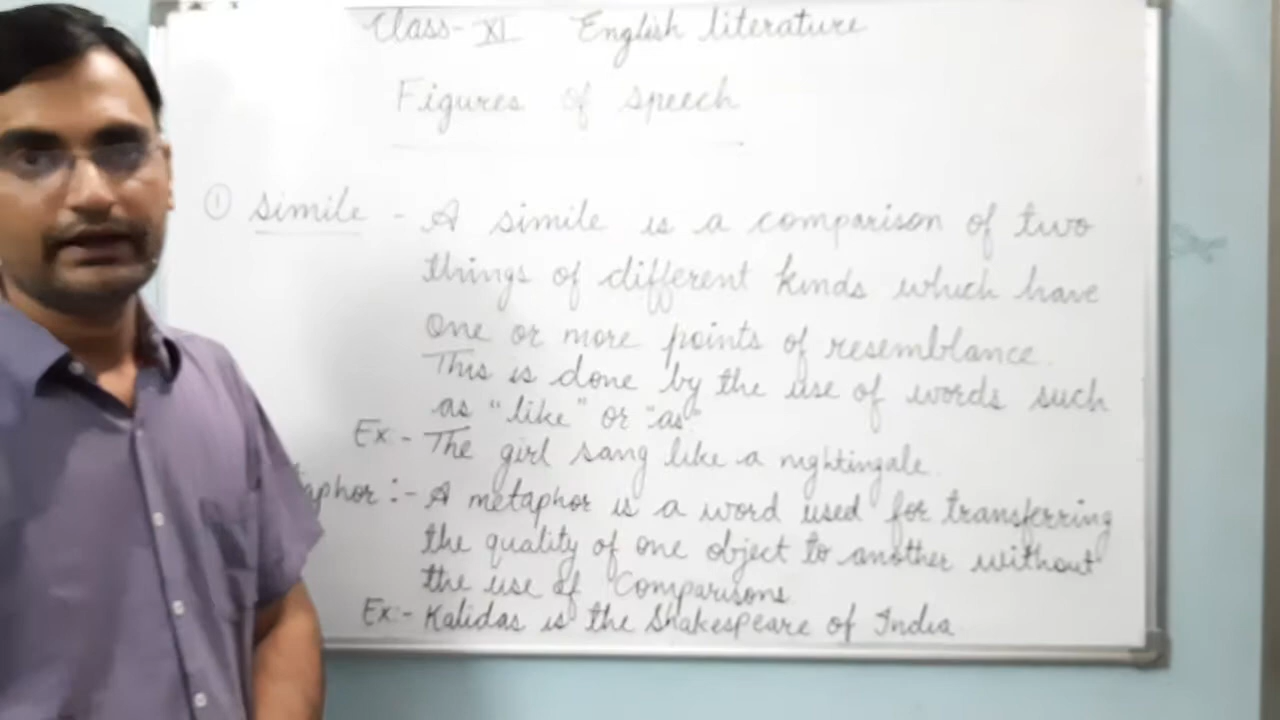 Class- XI English literature
Figures of speech
① Simile - A simile is a comparison of two
things of different kinds which have
one or more points of resemblance.
This is done by the use of words such
as "like" or "as"
Ex:- The girl sang like a nightingale.
taphor :- A metaphor is a word used for transferring
the quality of one object to another without
the use of Comparisons
Ex:- Kalidas is the Shakespeare of India